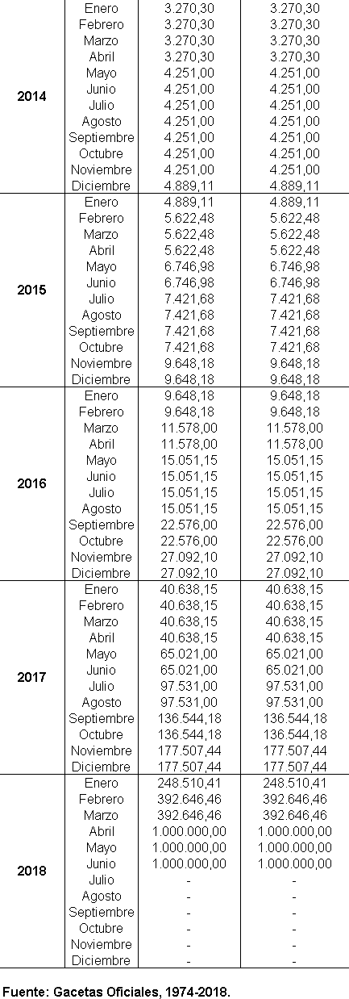 Enero 3.270,30 3.270,30
Febrero 3.270,30 3.270,30
Marzo 3.270,30 3.270,30
Abril 3.270,30 3.270,30
Mayo 4.251,00 4.251,00
2014 Junio 4.251,00 4.251,00
Julio 4.251,00 4.251,00
Agosto 4.251,00 4.251,00
Septiembre 4.251,00 4.251,00
Octubre 4.251,00 4.251,00
Noviembre 4.251,00 4.251,00
Diciembre 4.889,11 4.889,11
Enero 4.889,11 4.889,11
Febrero 5.622,48 5.622,48
Marzo 5.622,48 5.622,48
Abril 5.622,48 5.622,48
Mayo 6.746,98 6.746,98
2015 Junio 6.746,98 6.746,98
Julio 7.421,68 7.421,68
Agosto 7.421,68 7.421,68
Septiembre 7.421,68 7.421,68
Octubre 7.421,68 7.421,68
Noviembre 9.648,18 9.648,18
Diciembre 9.648,18 9.648,18
Enero 9.648,18 9.648,18
Febrero 9.648,18 9.648,18
Marzo 11.578,00 11.578,00
Abril 11.578,00 11.578,00
Mayo 15.051,15 15.051,15
2016 Junio 15.051,15 15.051,15
Julio 15.051,15 15.051,15
Agosto 15.051,15 15.051,15
Septiembre 22.576,00 22.576,00
Octubre 22.576,00 22.576,00
Noviembre 27.092,10 27.092,10
Diciembre 27.092,10 27.092,10
Enero 40.638,15 40.638,15
Febrero 40.638,15 40.638,15
Marzo 40.638,15 40.638,15
Abril 40.638,15 40.638,15
Mayo 65.021,00 65.021,00
2017 Junio 65.021,00 65.021,00
Julio 97.531,00 97.531,00
Agosto 97.531,00 97.531,00
Septiembre 136.544,18 136.544,18
Octubre 136.544,18 136.544,18
Noviembre 177.507,44 177.507,44
Diciembre 177.507,44 177.507,44
Enero 248.510,41 248.510,41
Febrero 392.646,46 392.646,46
Marzo 392.646,46 392.646,46
Abril 1.000.000,00 1.000.000,00
Mayo 1.000.000,00 1.000.000,00
2018 Junio 1.000.000,00 1.000.000,00
Julio - -
Agosto - -
Septiembre - -
Octubre - -
Noviembre - -
Diciembre - -
Fuente: Gacetas Oficiales, 1974-2018.